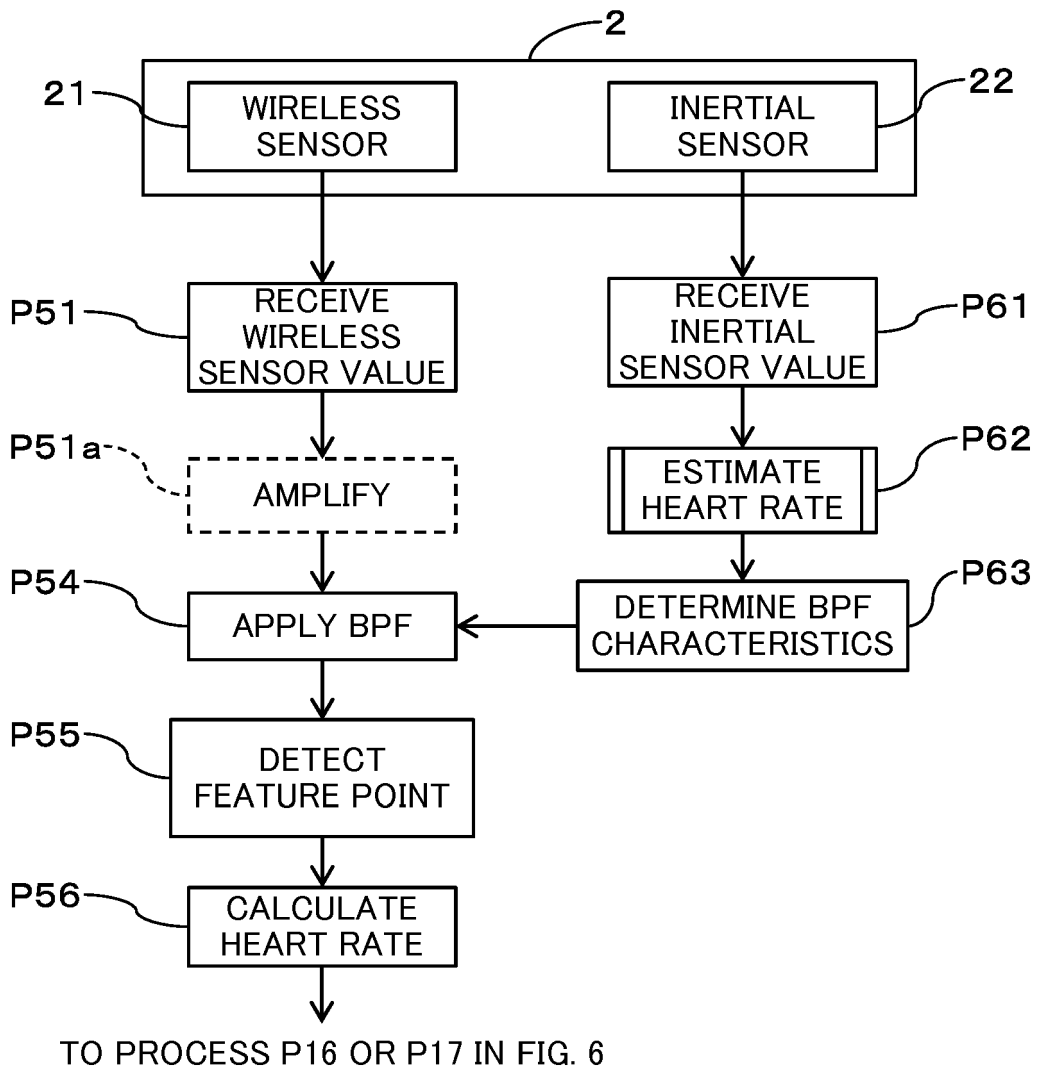 2
21
WIRELESS
SENSOR
INERTIAL
SENSOR
22
P51
RECEIVE
WIRELESS
SENSOR VALUE
RECEIVE
INERTIAL
SENSOR VALUE
P61
P51a
AMPLIFY
ESTIMATE
HEART RATE
P62
P54
APPLY BPF
DETERMINE BPF
CHARACTERISTICS
P63
P55
DETECT
FEATURE POINT
P56
CALCULATE
HEART RATE
TO PROCESS P16 OR P17 IN FIG. 6